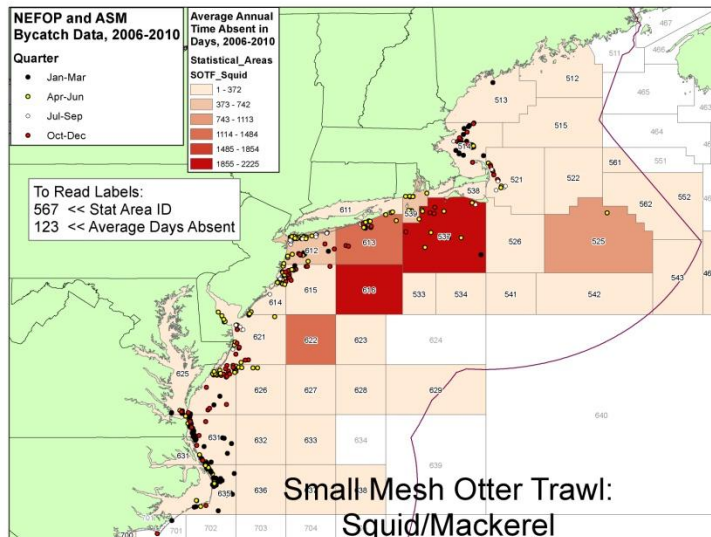 NEFOP and ASM
Bycatch Data, 2006-2010
Quarter
Jan-Mar
Apr-Jun
Jul-Sep
Oct-Dec
Average Annual
Time Absent in
Days, 2006-2010
Statistical_Areas
SOTF_Squid
1 - 372
373 - 742
743 - 1113
1114 - 1484
1485 - 1854
1855 - 2225
To Read Labels:
567 << Stat Area ID
123 << Average Days Absent
467
511
466
512
465
513
464
515
514
561
551
521
522
562
552
538
611
539
537
526
525
612
613
543
614
615
616
533
534
541
542
621
622
623
624
625
626
627
628
629
640
631
632
633
634
631
639
635
636
638
700
701
702
703
704
Small Mesh Otter Trawl:
Squid/Mackerel